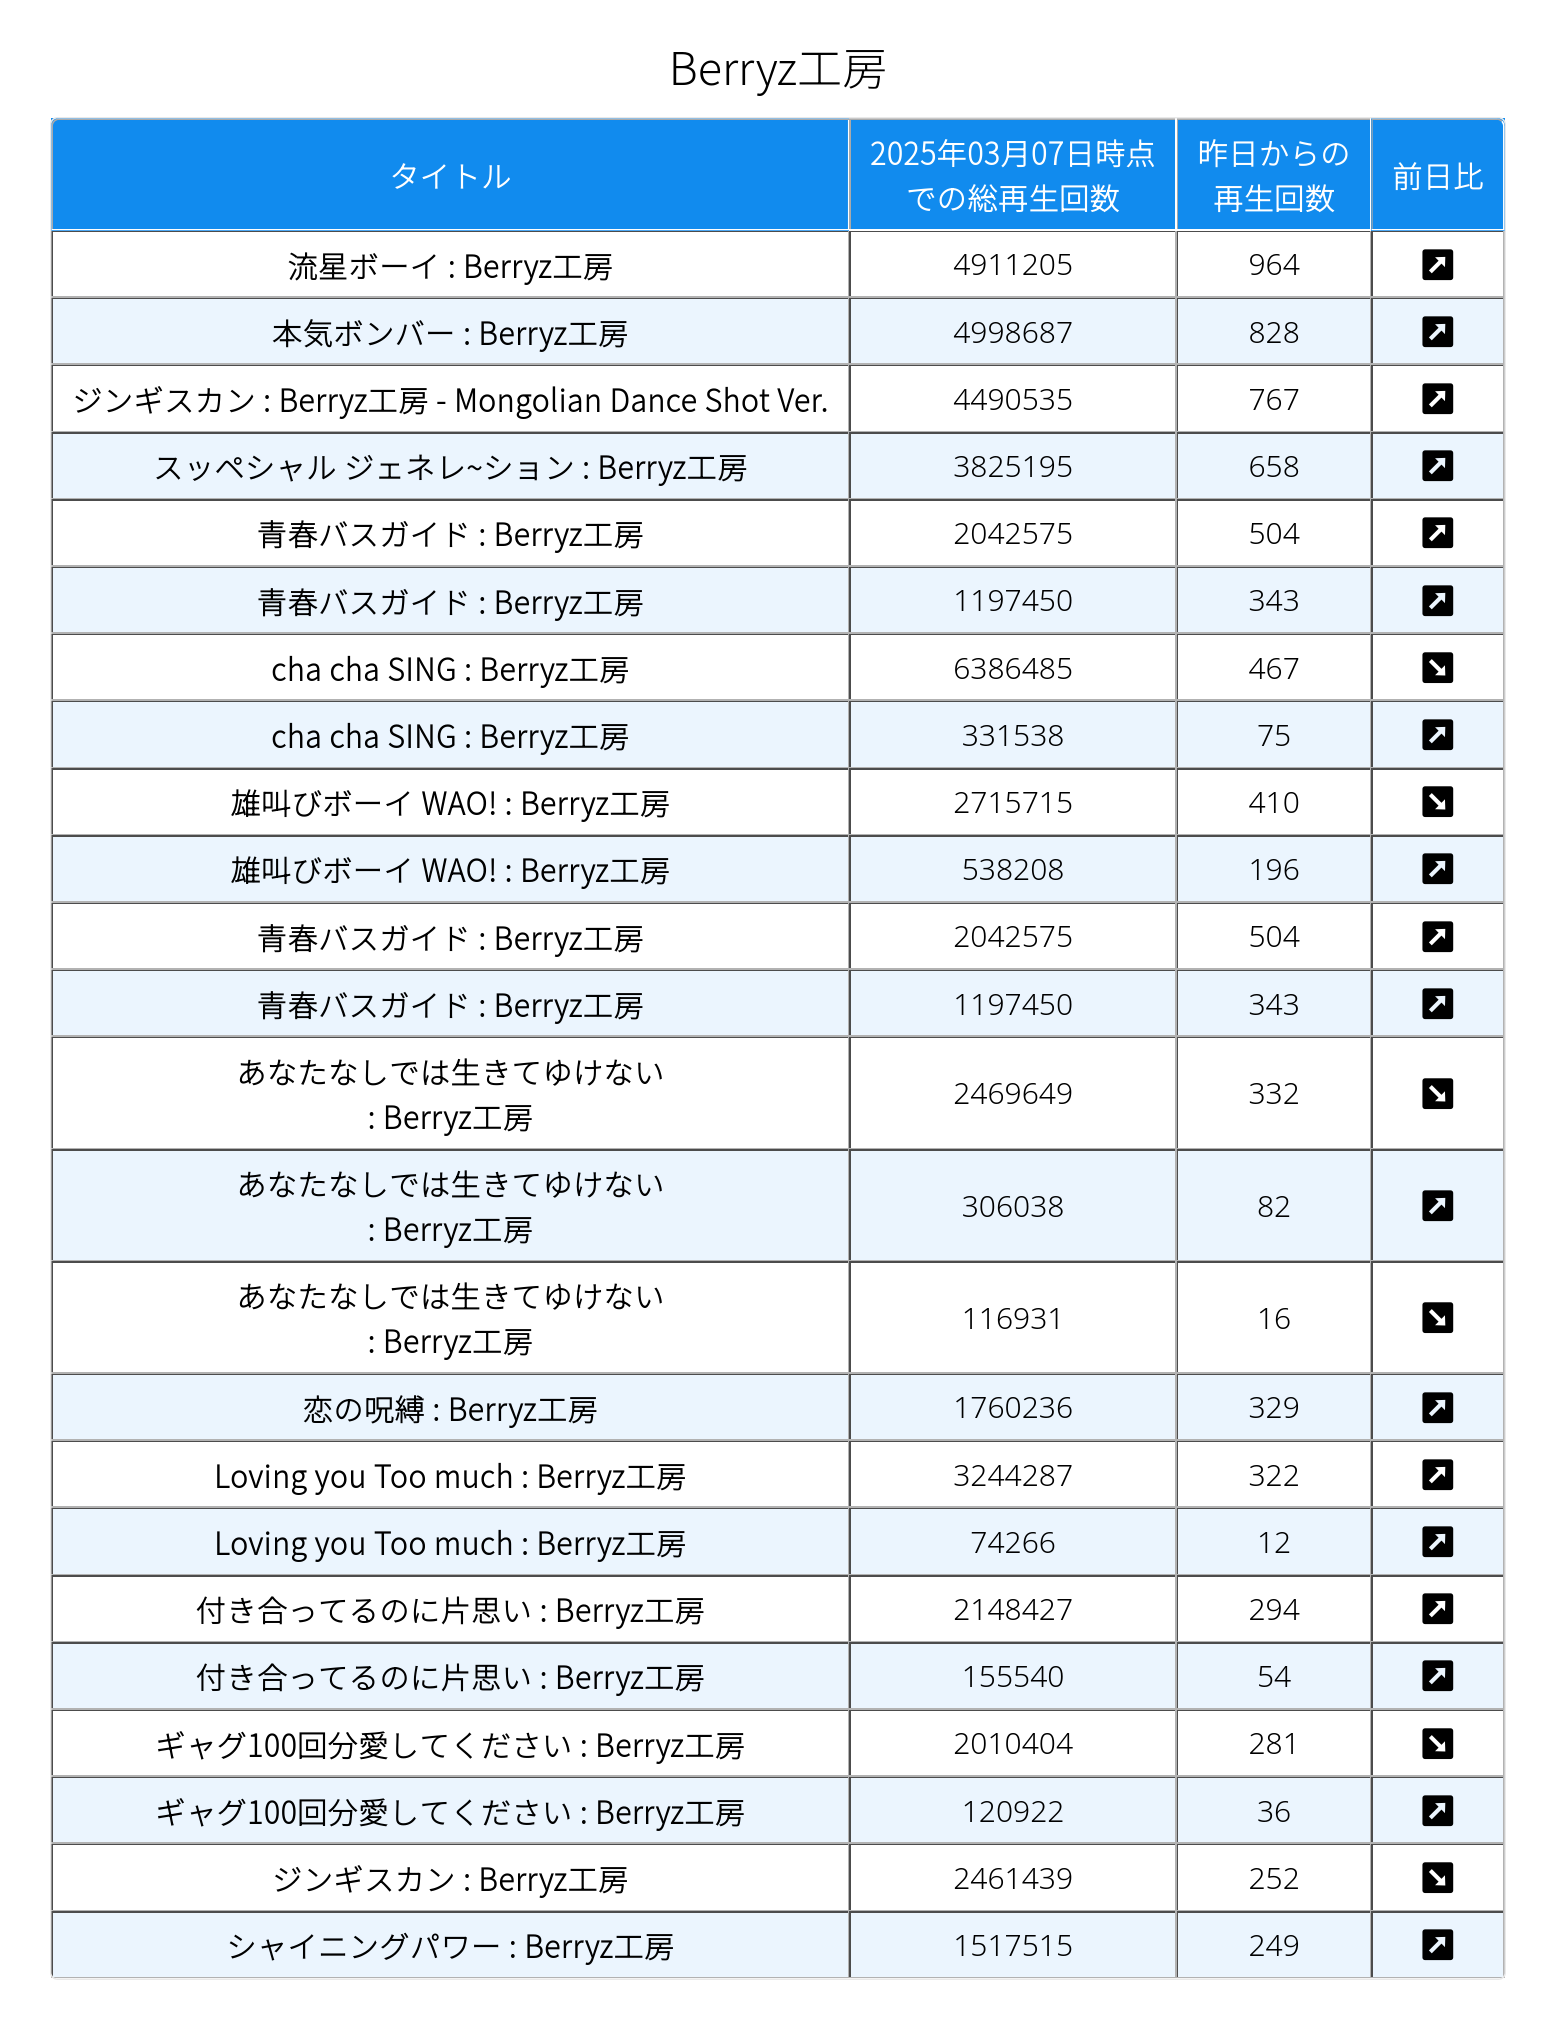 Berryz工房
タイトル 2025年03月07日時点での総再生回数 昨日からの再生回数 前日比
流星ボーイ : Berryz工房 4911205 964 ↗
本気ボンバー : Berryz工房 4998687 828 ↗
ジンギスカン : Berryz工房 - Mongolian Dance Shot Ver. 4490535 767 ↗
スッペシャル ジェネレ~ション : Berryz工房 3825195 658 ↗
青春バスガイド : Berryz工房 2042575 504 ↗
青春バスガイド : Berryz工房 1197450 343 ↗
cha cha SING : Berryz工房 6386485 467 ↘
cha cha SING : Berryz工房 331538 75 ↗
雄叫びボーイ WAO! : Berryz工房 2715715 410 ↘
雄叫びボーイ WAO! : Berryz工房 538208 196 ↗
青春バスガイド : Berryz工房 2042575 504 ↗
青春バスガイド : Berryz工房 1197450 343 ↗
あなたなしでは生きてゆけない
: Berryz工房 2469649 332 ↘
あなたなしでは生きてゆけない
: Berryz工房 306038 82 ↗
あなたなしでは生きてゆけない
: Berryz工房 116931 16 ↘
恋の呪縛 : Berryz工房 1760236 329 ↗
Loving you Too much : Berryz工房 3244287 322 ↗
Loving you Too much : Berryz工房 74266 12 ↗
付き合ってるのに片思い : Berryz工房 2148427 294 ↗
付き合ってるのに片思い : Berryz工房 155540 54 ↗
ギャグ100回分愛してください : Berryz工房 2010404 281 ↘
ギャグ100回分愛してください : Berryz工房 120922 36 ↗
ジンギスカン : Berryz工房 2461439 252 ↘
シャイニングパワー : Berryz工房 1517515 249 ↗